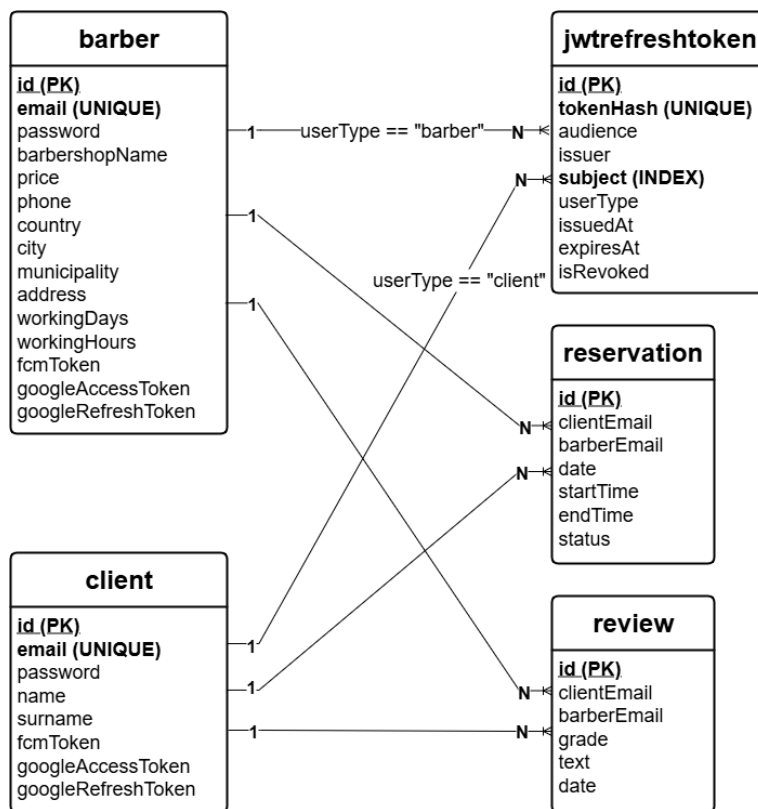 barber
id (PK)
email (UNIQUE)
password
barbershopName
price
phone
country
city
municipality
address
workingDays
workingHours
fcmToken
googleAccessToken
googleRefreshToken
1
userType == "barber"
N
1
1
jwtrefreshtoken
id (PK)
tokenHash (UNIQUE)
audience
issuer
subject (INDEX)
userType
issuedAt
expiresAt
isRevoked
N
userType == "client"
reservation
id (PK)
clientEmail
barberEmail
date
startTime
endTime
status
N
N
client
id (PK)
email (UNIQUE)
password
name
surname
fcmToken
googleAccessToken
googleRefreshToken
1
1
1
review
id (PK)
clientEmail
barberEmail
grade
text
date
N
N